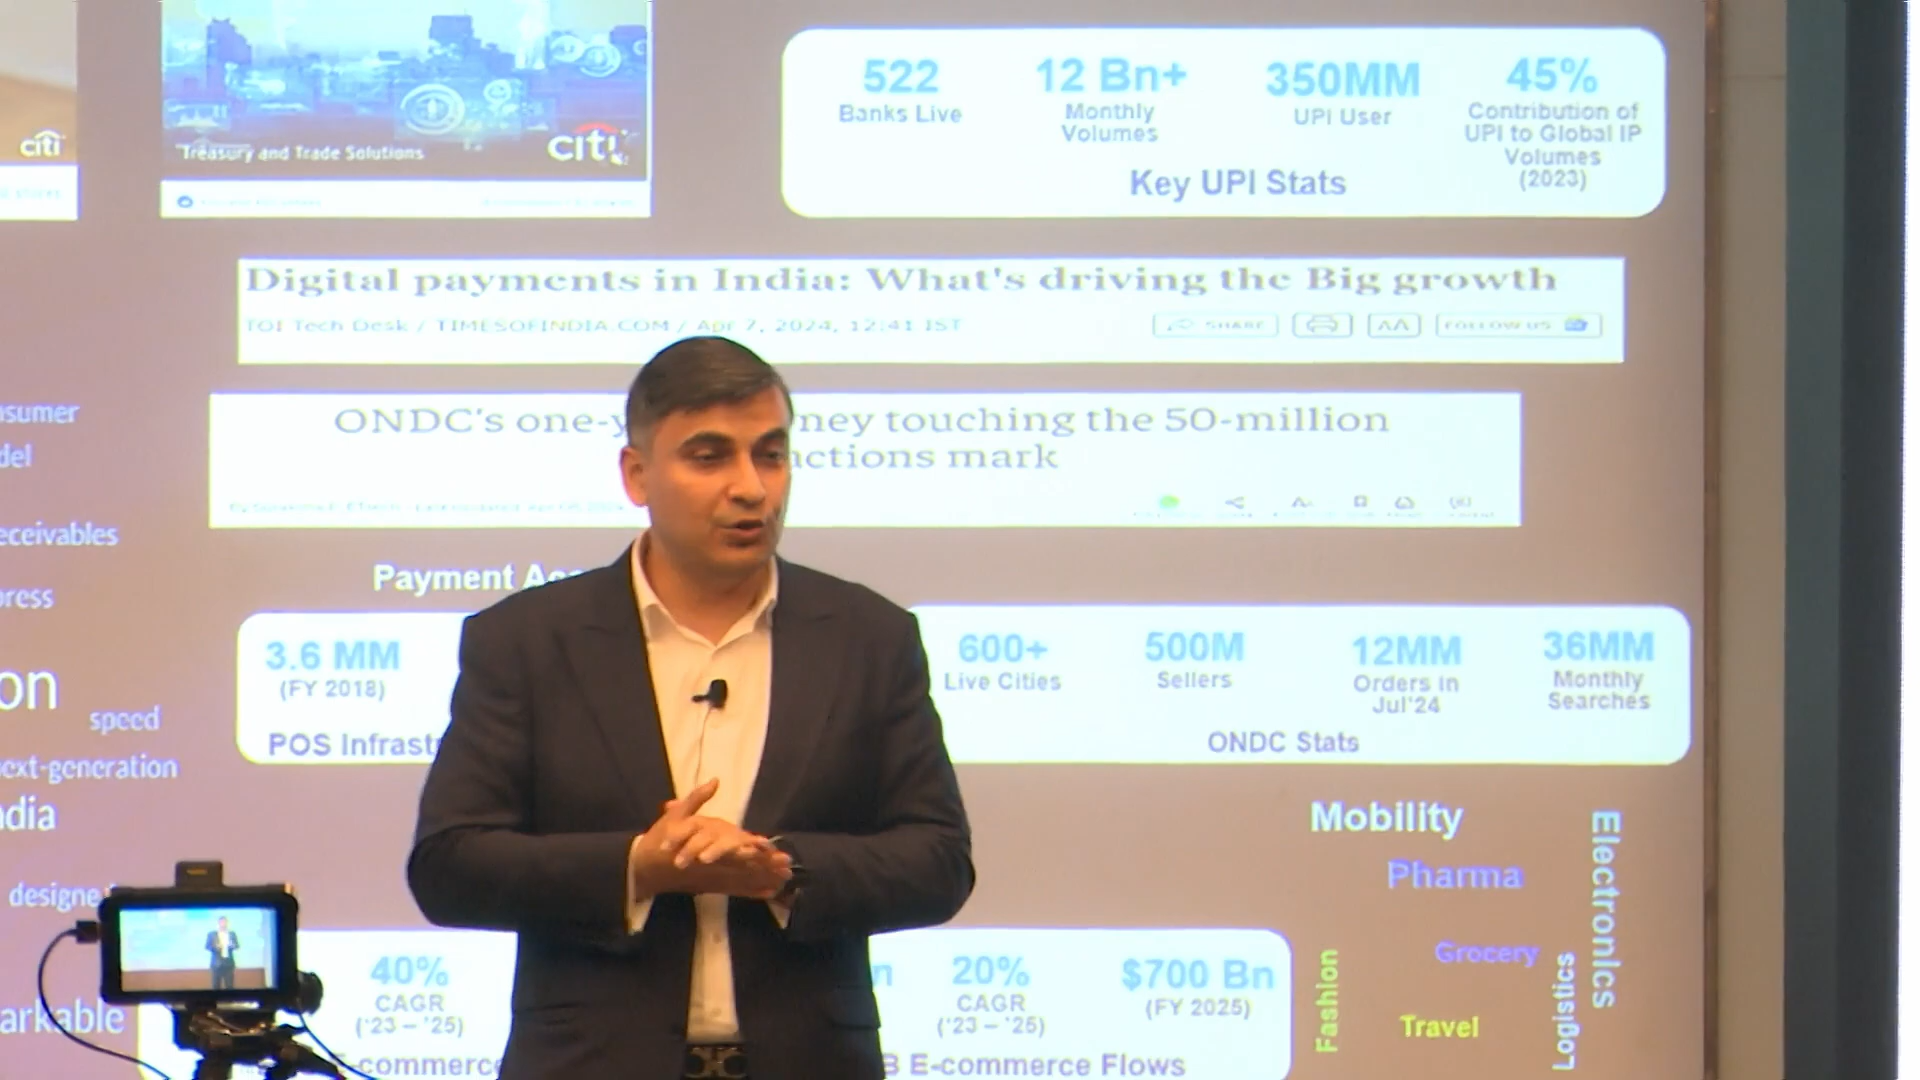 citi
Treasury and Trade Solutions
citi
522
Banks Live
12 Bn+
Monthly
Volumes
350MM
UPI User
45%
Contribution of
UPI to Global IP
Volumes
(2023)
Key UPI Stats
Digital payments in India: What's driving the Big growth
TOI Tech Desk / TIMESOFINDIA.COM / Apr 7, 2024, 12:41 IST
SHARE
AA
FOLLOW US
ONDC's one-y ney touching the 50-million
ctions mark
nsumer
del
eceivables
press
on
speed
ext-generation
ndia
designe
arkable
Payment Ac
3.6 MM
(FY 2018)
POS Infrast
600+
Live Cities
500M
Sellers
12MM
Orders in
Jul'24
36MM
Monthly
Searches
ONDC Stats
Mobility
Pharma
Electronics
Grocery
Fashion
Logistics
Travel
40%
CAGR
('23 – '25)
E-commerce
n
20%
CAGR
('23 – '25)
$700 Bn
(FY 2025)
B E-commerce Flows